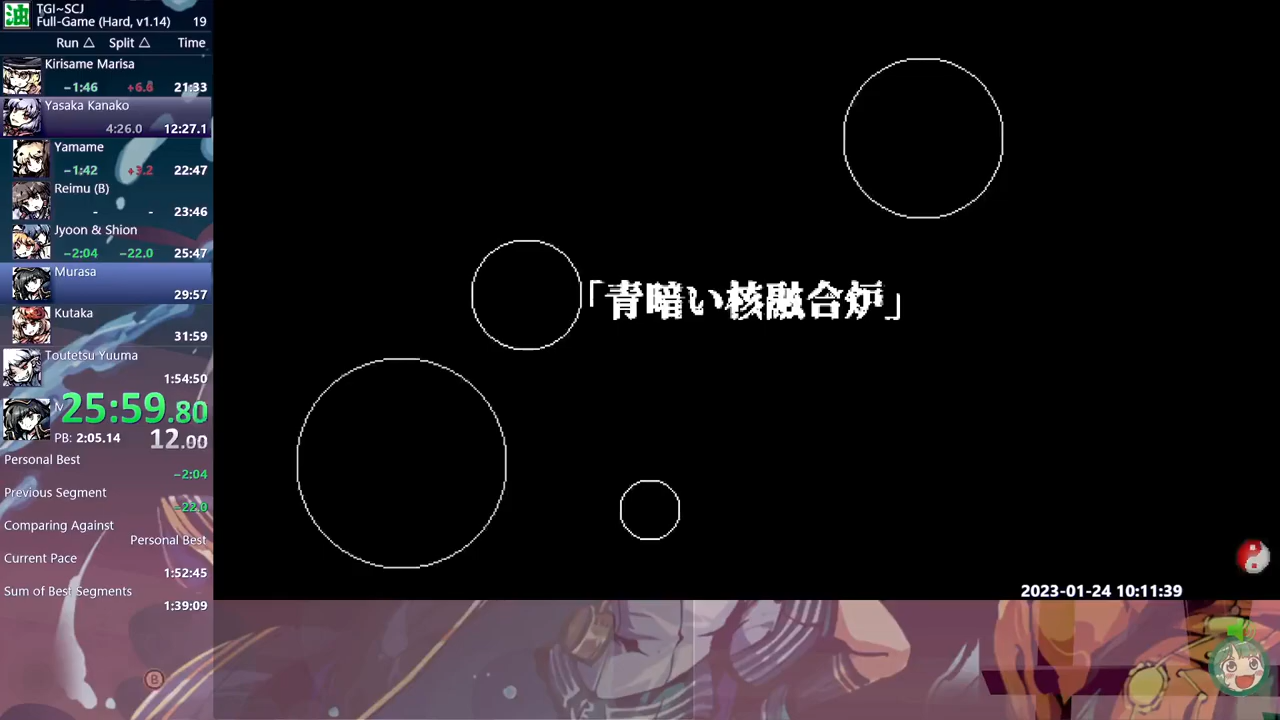 TGI~SCJ
Full-Game (Hard, v1.14) 19
Run △ Split △ Time
Kirisame Marisa
−1:46 +6.6 21:33
Yasaka Kanako
4:26.0 12:27.1
Yamame
−1:42 +3.2 22:47
Reimu (B)
- - 23:46
Jyoon & Shion
−2:04 −22.0 25:47
Murasa
29:57
Kutaka
31:59
Toutetsu Yuuma
1:54:50
25:59.80
PB: 2:05.14 12.00
Personal Best
−2:04
Previous Segment
−22.0
Comparing Against
Personal Best
Current Pace
1:52:45
Sum of Best Segments
1:39:09
「青暗い核融合炉」
2023-01-24 10:11:39
B
油